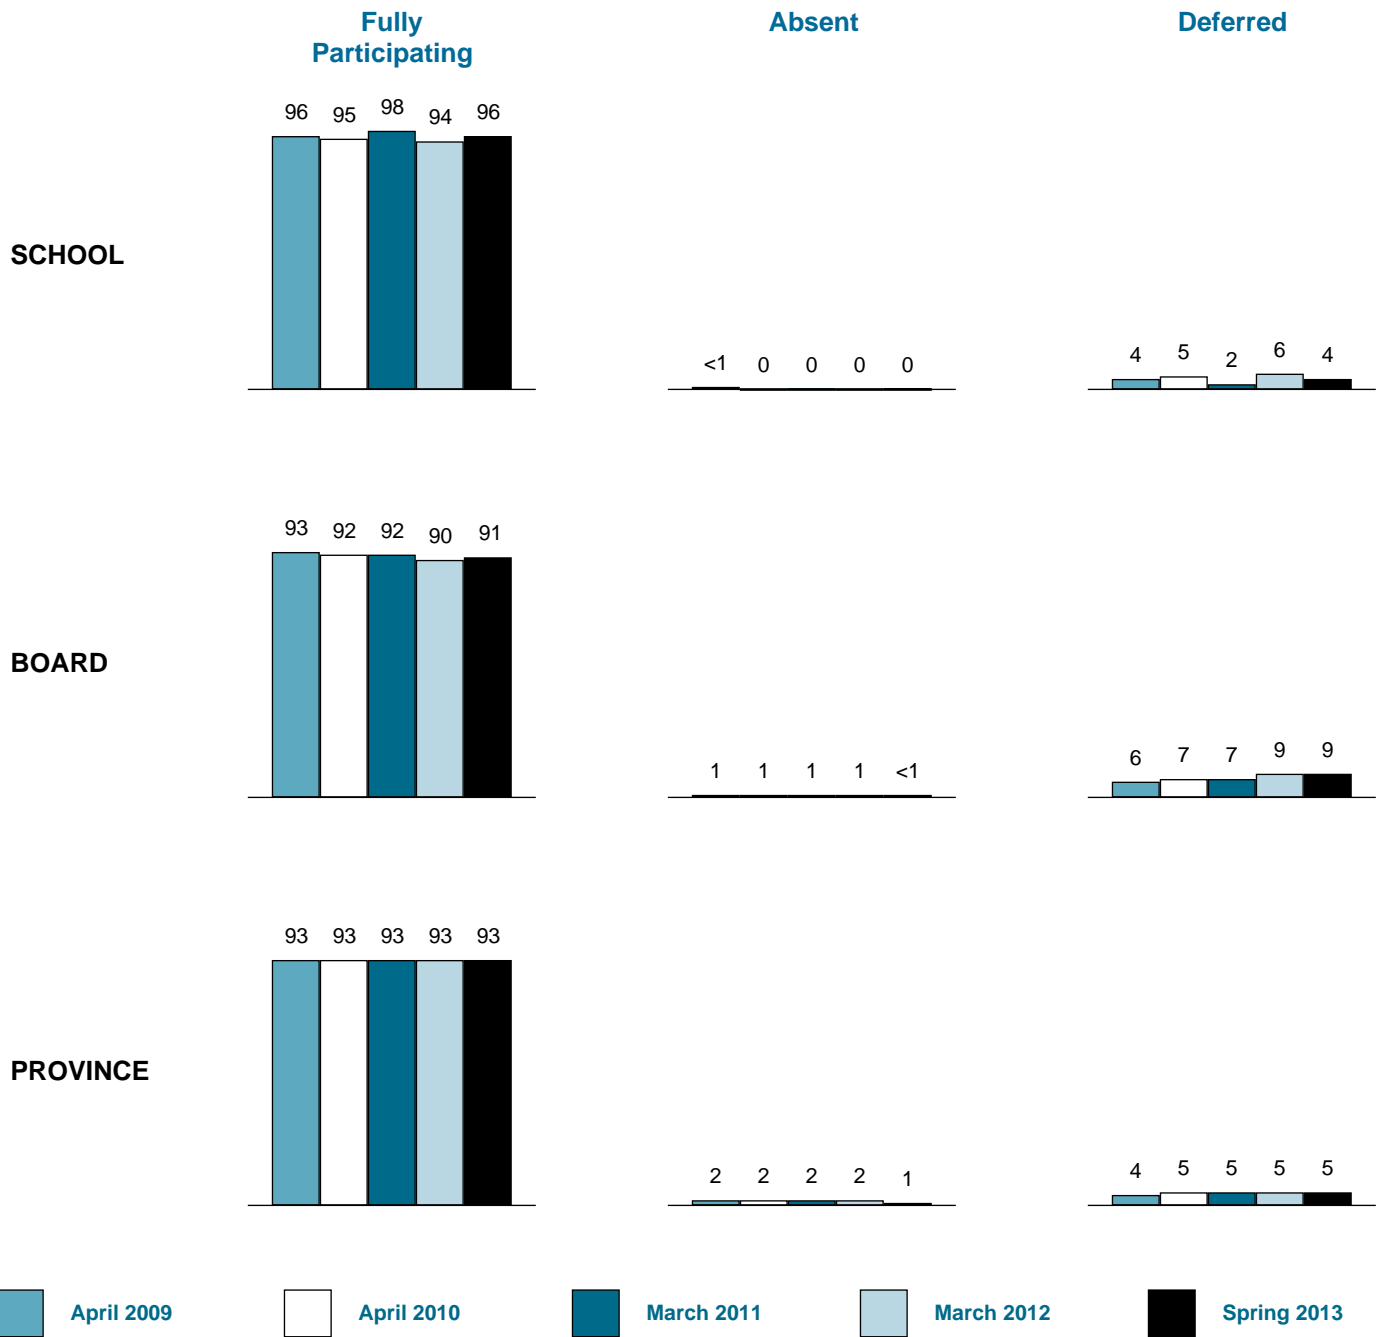 Fully
Participating
Absent
Deferred
SCHOOL
96 95 98 94 96
<1 0 0 0 0
4 5 2 6 4
BOARD
93 92 92 90 91
1 1 1 1 <1
6 7 7 9 9
PROVINCE
93 93 93 93 93
2 2 2 2 1
4 5 5 5 5
April 2009
April 2010
March 2011
March 2012
Spring 2013